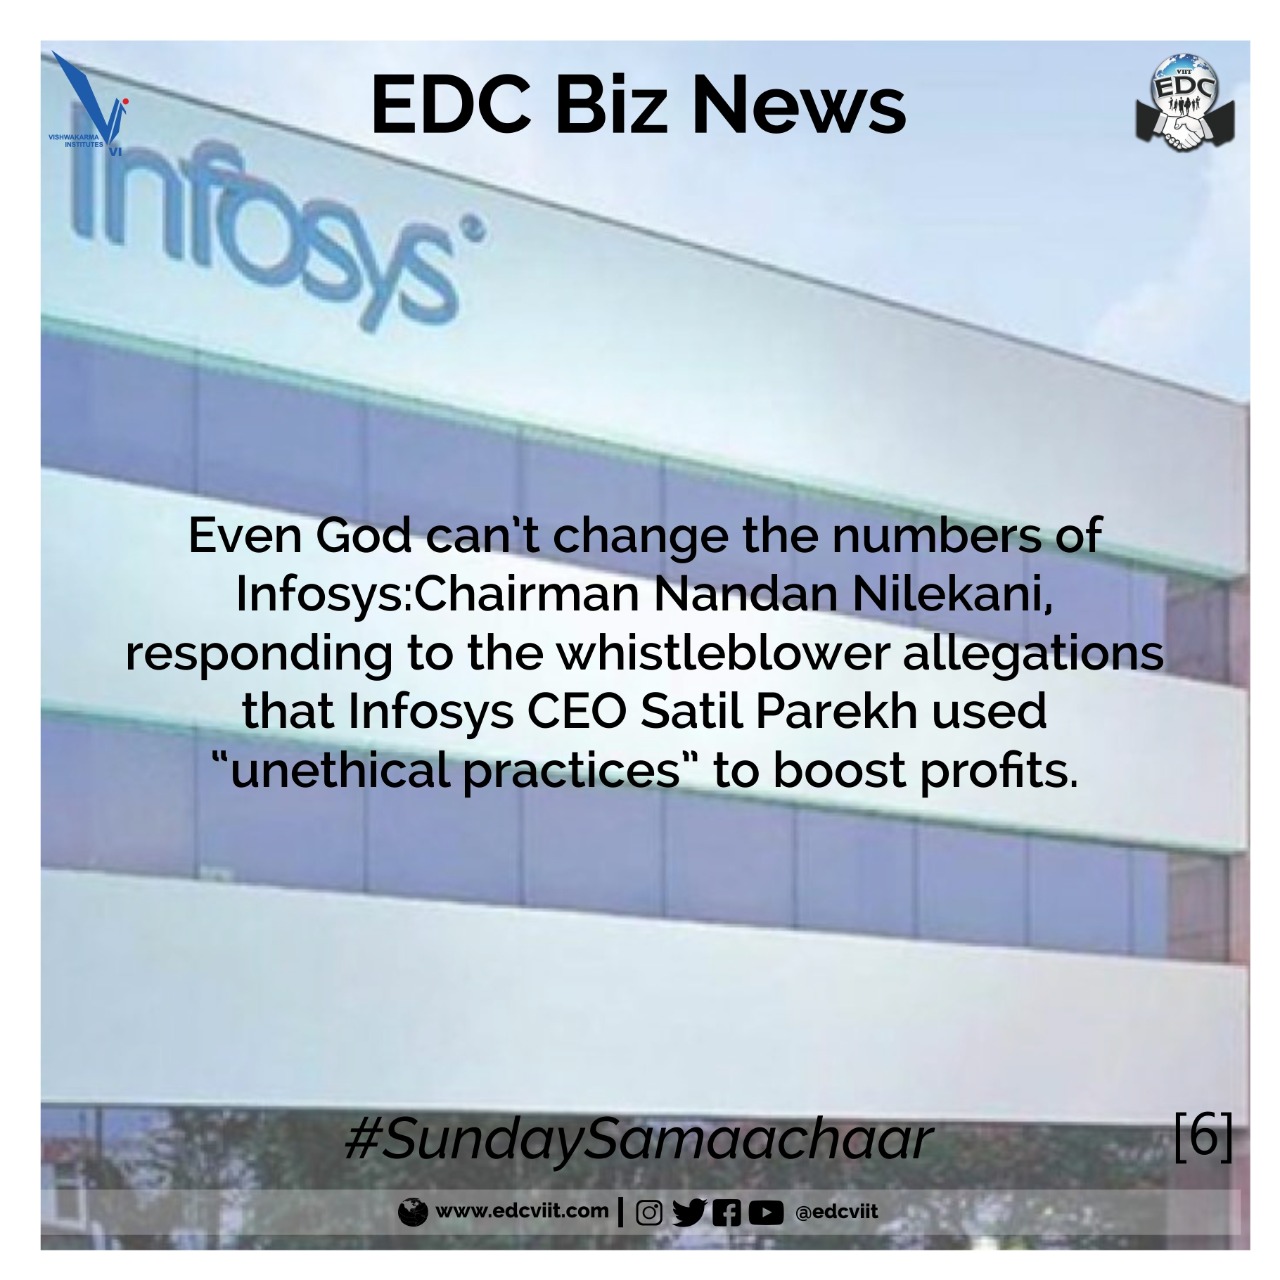 EDC Biz News
VISHWAKARMA
INSTITUTES
VI
VIIT
EDC
Infosys
Even God can’t change the numbers of
Infosys:Chairman Nandan Nilekani,
responding to the whistleblower allegations
that Infosys CEO Satil Parekh used
“unethical practices” to boost profits.
#SundaySamaachaar
[6]
www.edcviit.com | @edcviit